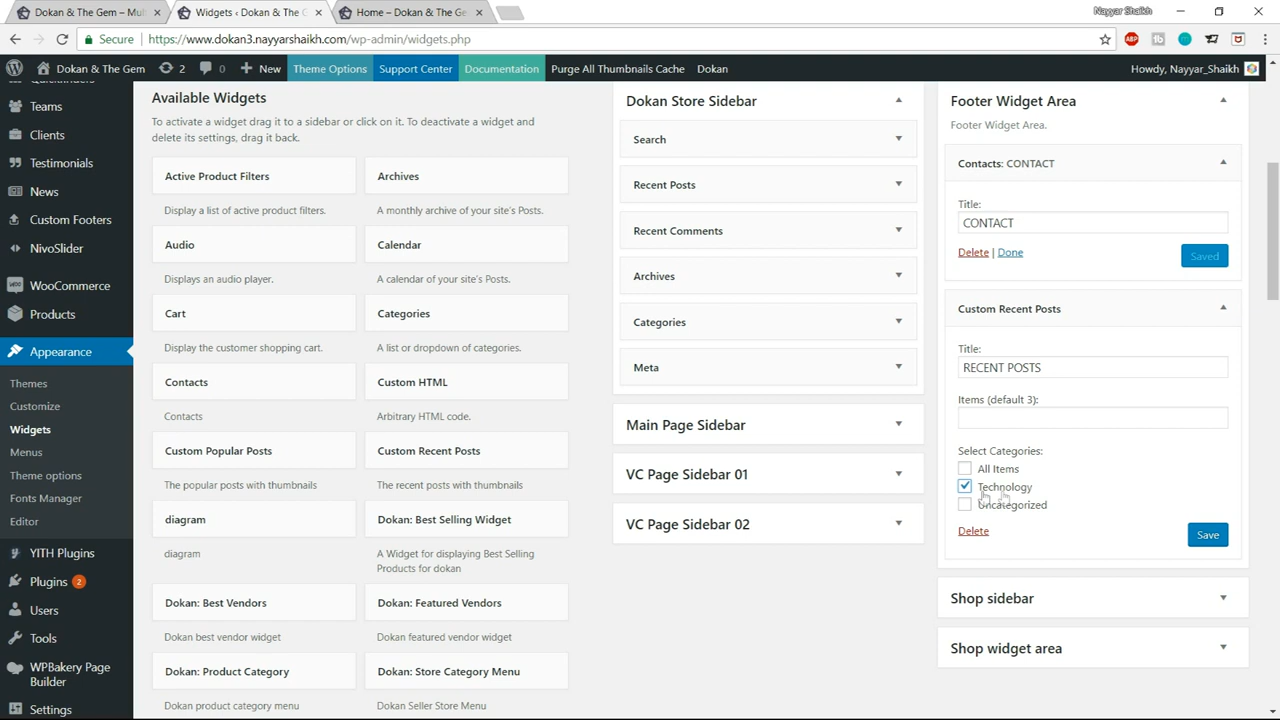 Dokan & The Gem – Mul
Widgets ‹ Dokan & The G
Home – Dokan & The Ge
Nayyar Shaikh
Secure
https://www.dokan3.nayyarshaikh.com/wp-admin/widgets.php
ABP
Dokan & The Gem
2
0
New
Theme Options
Support Center
Documentation
Purge All Thumbnails Cache
Dokan
Howdy, Nayyar_Shaikh
Quickfinders
Teams
Clients
Testimonials
News
Custom Footers
NivoSlider
WooCommerce
Products
Appearance
Themes
Customize
Widgets
Menus
Theme options
Fonts Manager
Editor
YITH Plugins
Plugins 2
Users
Tools
WPBakery Page
Builder
Settings
Available Widgets
To activate a widget drag it to a sidebar or click on it. To deactivate a widget and
delete its settings, drag it back.
Active Product Filters
Display a list of active product filters.
Archives
A monthly archive of your site's Posts.
Audio
Displays an audio player.
Calendar
A calendar of your site's Posts.
Cart
Display the customer shopping cart.
Categories
A list or dropdown of categories.
Contacts
Contacts
Custom HTML
Arbitrary HTML code.
Custom Popular Posts
The popular posts with thumbnails
Custom Recent Posts
The recent posts with thumbnails
diagram
diagram
Dokan: Best Selling Widget
A Widget for displaying Best Selling
Products for dokan
Dokan: Best Vendors
Dokan best vendor widget
Dokan: Featured Vendors
Dokan featured vendor widget
Dokan: Product Category
Dokan product category menu
Dokan: Store Category Menu
Dokan Seller Store Menu
Dokan Store Sidebar
Search
Recent Posts
Recent Comments
Archives
Categories
Meta
Main Page Sidebar
VC Page Sidebar 01
VC Page Sidebar 02
Footer Widget Area
Footer Widget Area.
Contacts: CONTACT
Title:
CONTACT
Delete | Done
Saved
Custom Recent Posts
Title:
RECENT POSTS
Items (default 3):
Select Categories:
All Items
Technology
Uncategorized
Delete
Save
Shop sidebar
Shop widget area